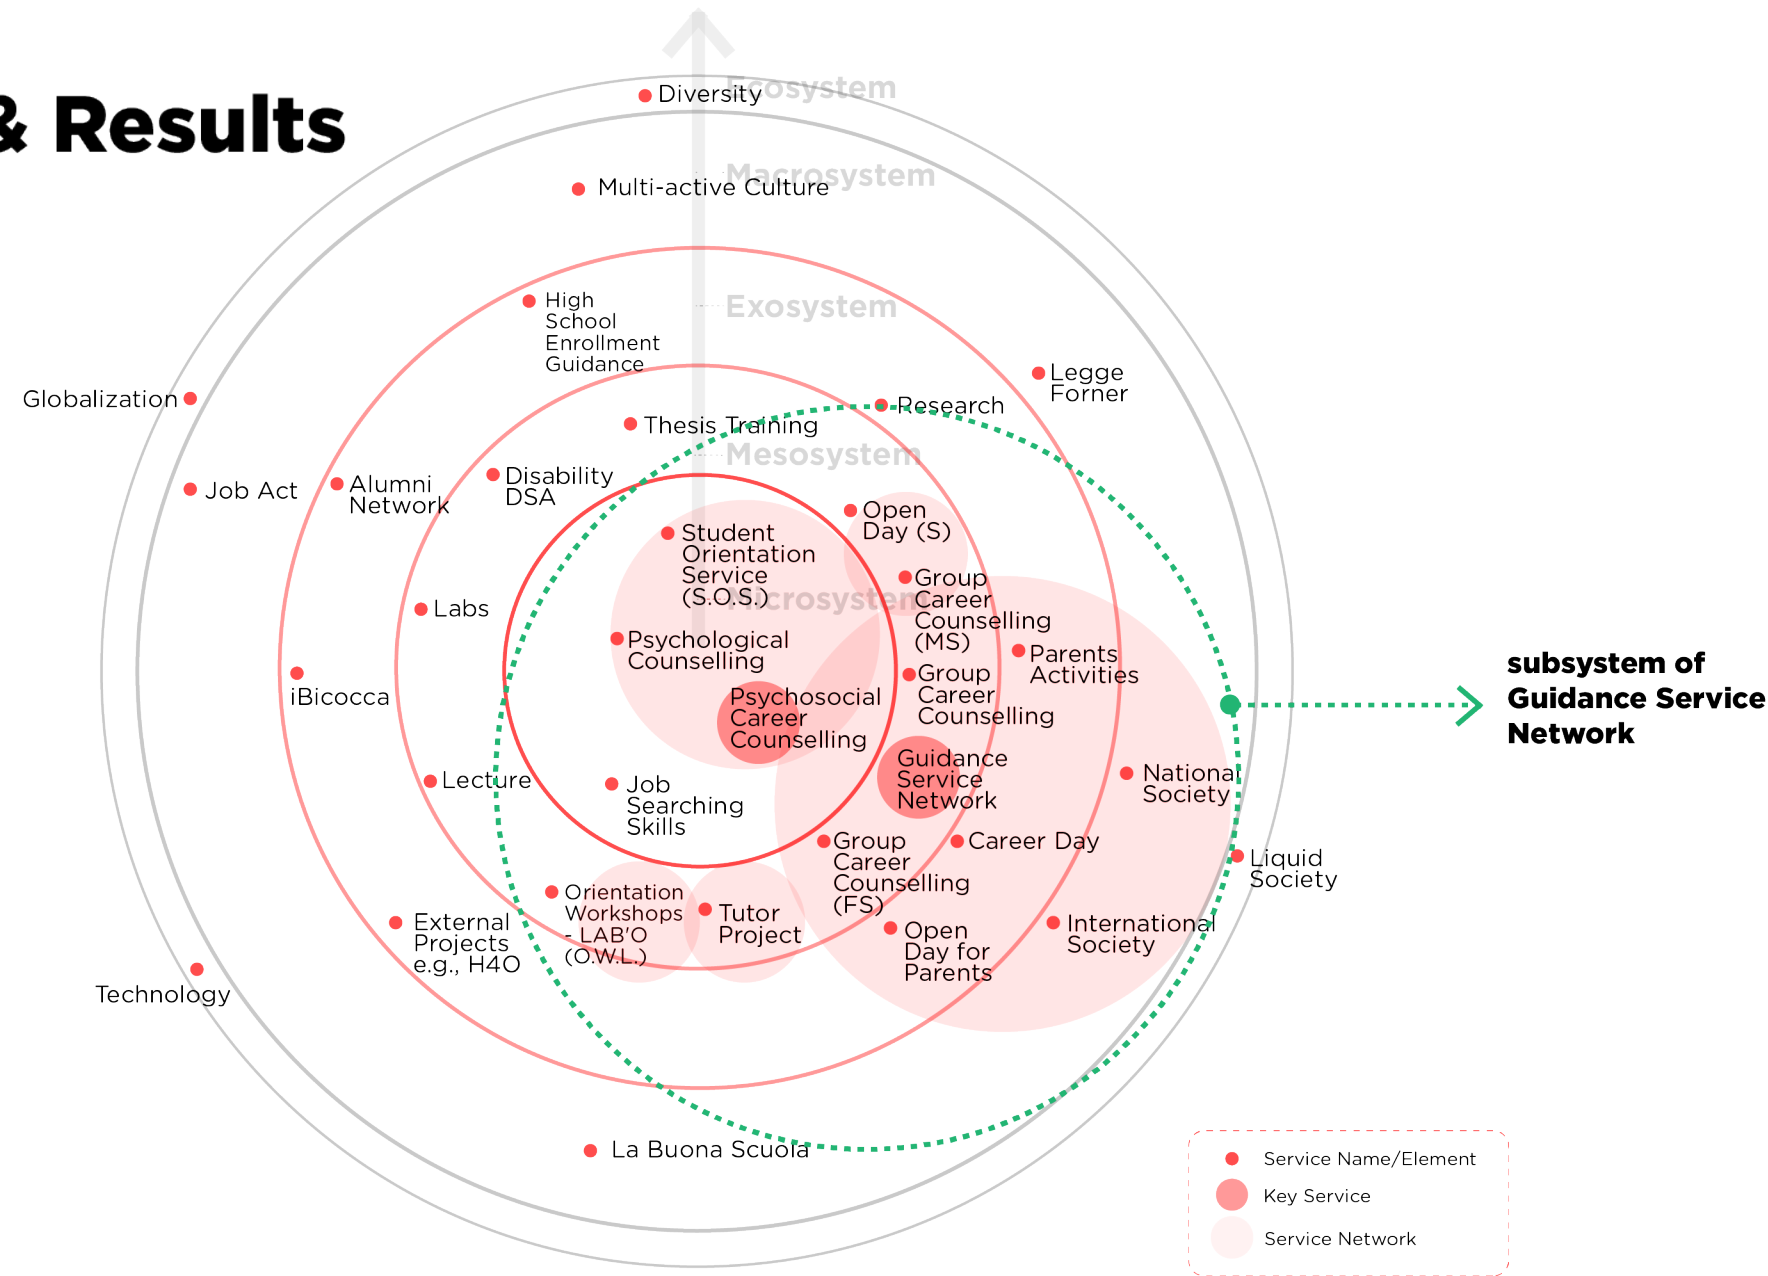 & Results
Ecosystem
Diversity
Macrosystem
Multi-active Culture
Exosystem
High
School
Enrollment
Guidance
Legge
Forner
Globalization
Research
Thesis Training
Mesosystem
Disability
DSA
Alumni
Network
Job Act
Open
Day (S)
Student
Orientation
Service
(S.O.S.)
Microsystem
Group
Career
Counselling
(MS)
Labs
Psychological
Counselling
Parents
Activities
Group
Career
Counselling
iBicocca
Psychosocial
Career
Counselling
subsystem of
Guidance Service
Network
Guidance
Service
Network
National
Society
Lecture
Job
Searching
Skills
Group
Career
Counselling
(FS)
Career Day
Liquid
Society
Orientation
Workshops
- LAB'O
(O.W.L.)
Tutor
Project
External
Projects
e.g., H4O
Open
Day for
Parents
International
Society
Technology
La Buona Scuola
Service Name/Element
Key Service
Service Network